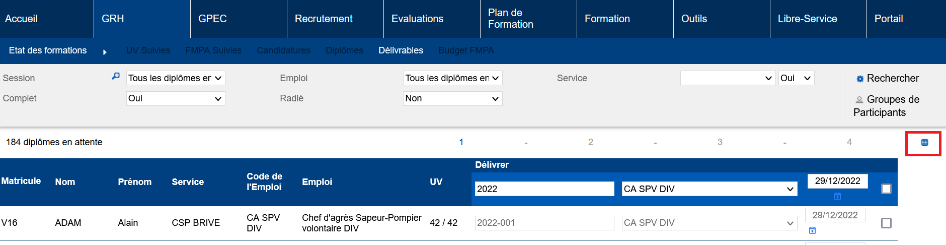 Accueil GRH GPEC Recrutement Evaluations Plan de Formation Formation Outils Libre-Service Portail
Etat des formations UV Suivies FMPA Suivies Candidatures Diplômes Délivrables Budget FMPA
Session Tous les diplômes en Emploi Tous les diplômes en Service Oui Rechercher
Complet Oui Radié Non Groupes de Participants
184 diplômes en attente 1 - 2 - 3 - 4
Délivrer
Matricule Nom Prénom Service Code de l'Emploi Emploi UV 2022 CA SPV DIV 29/12/2022
V16 ADAM Alain CSP BRIVE CA SPV DIV Chef d'agrès Sapeur-Pompier volontaire DIV 42 / 42 2022-001 CA SPV DIV 29/12/2022